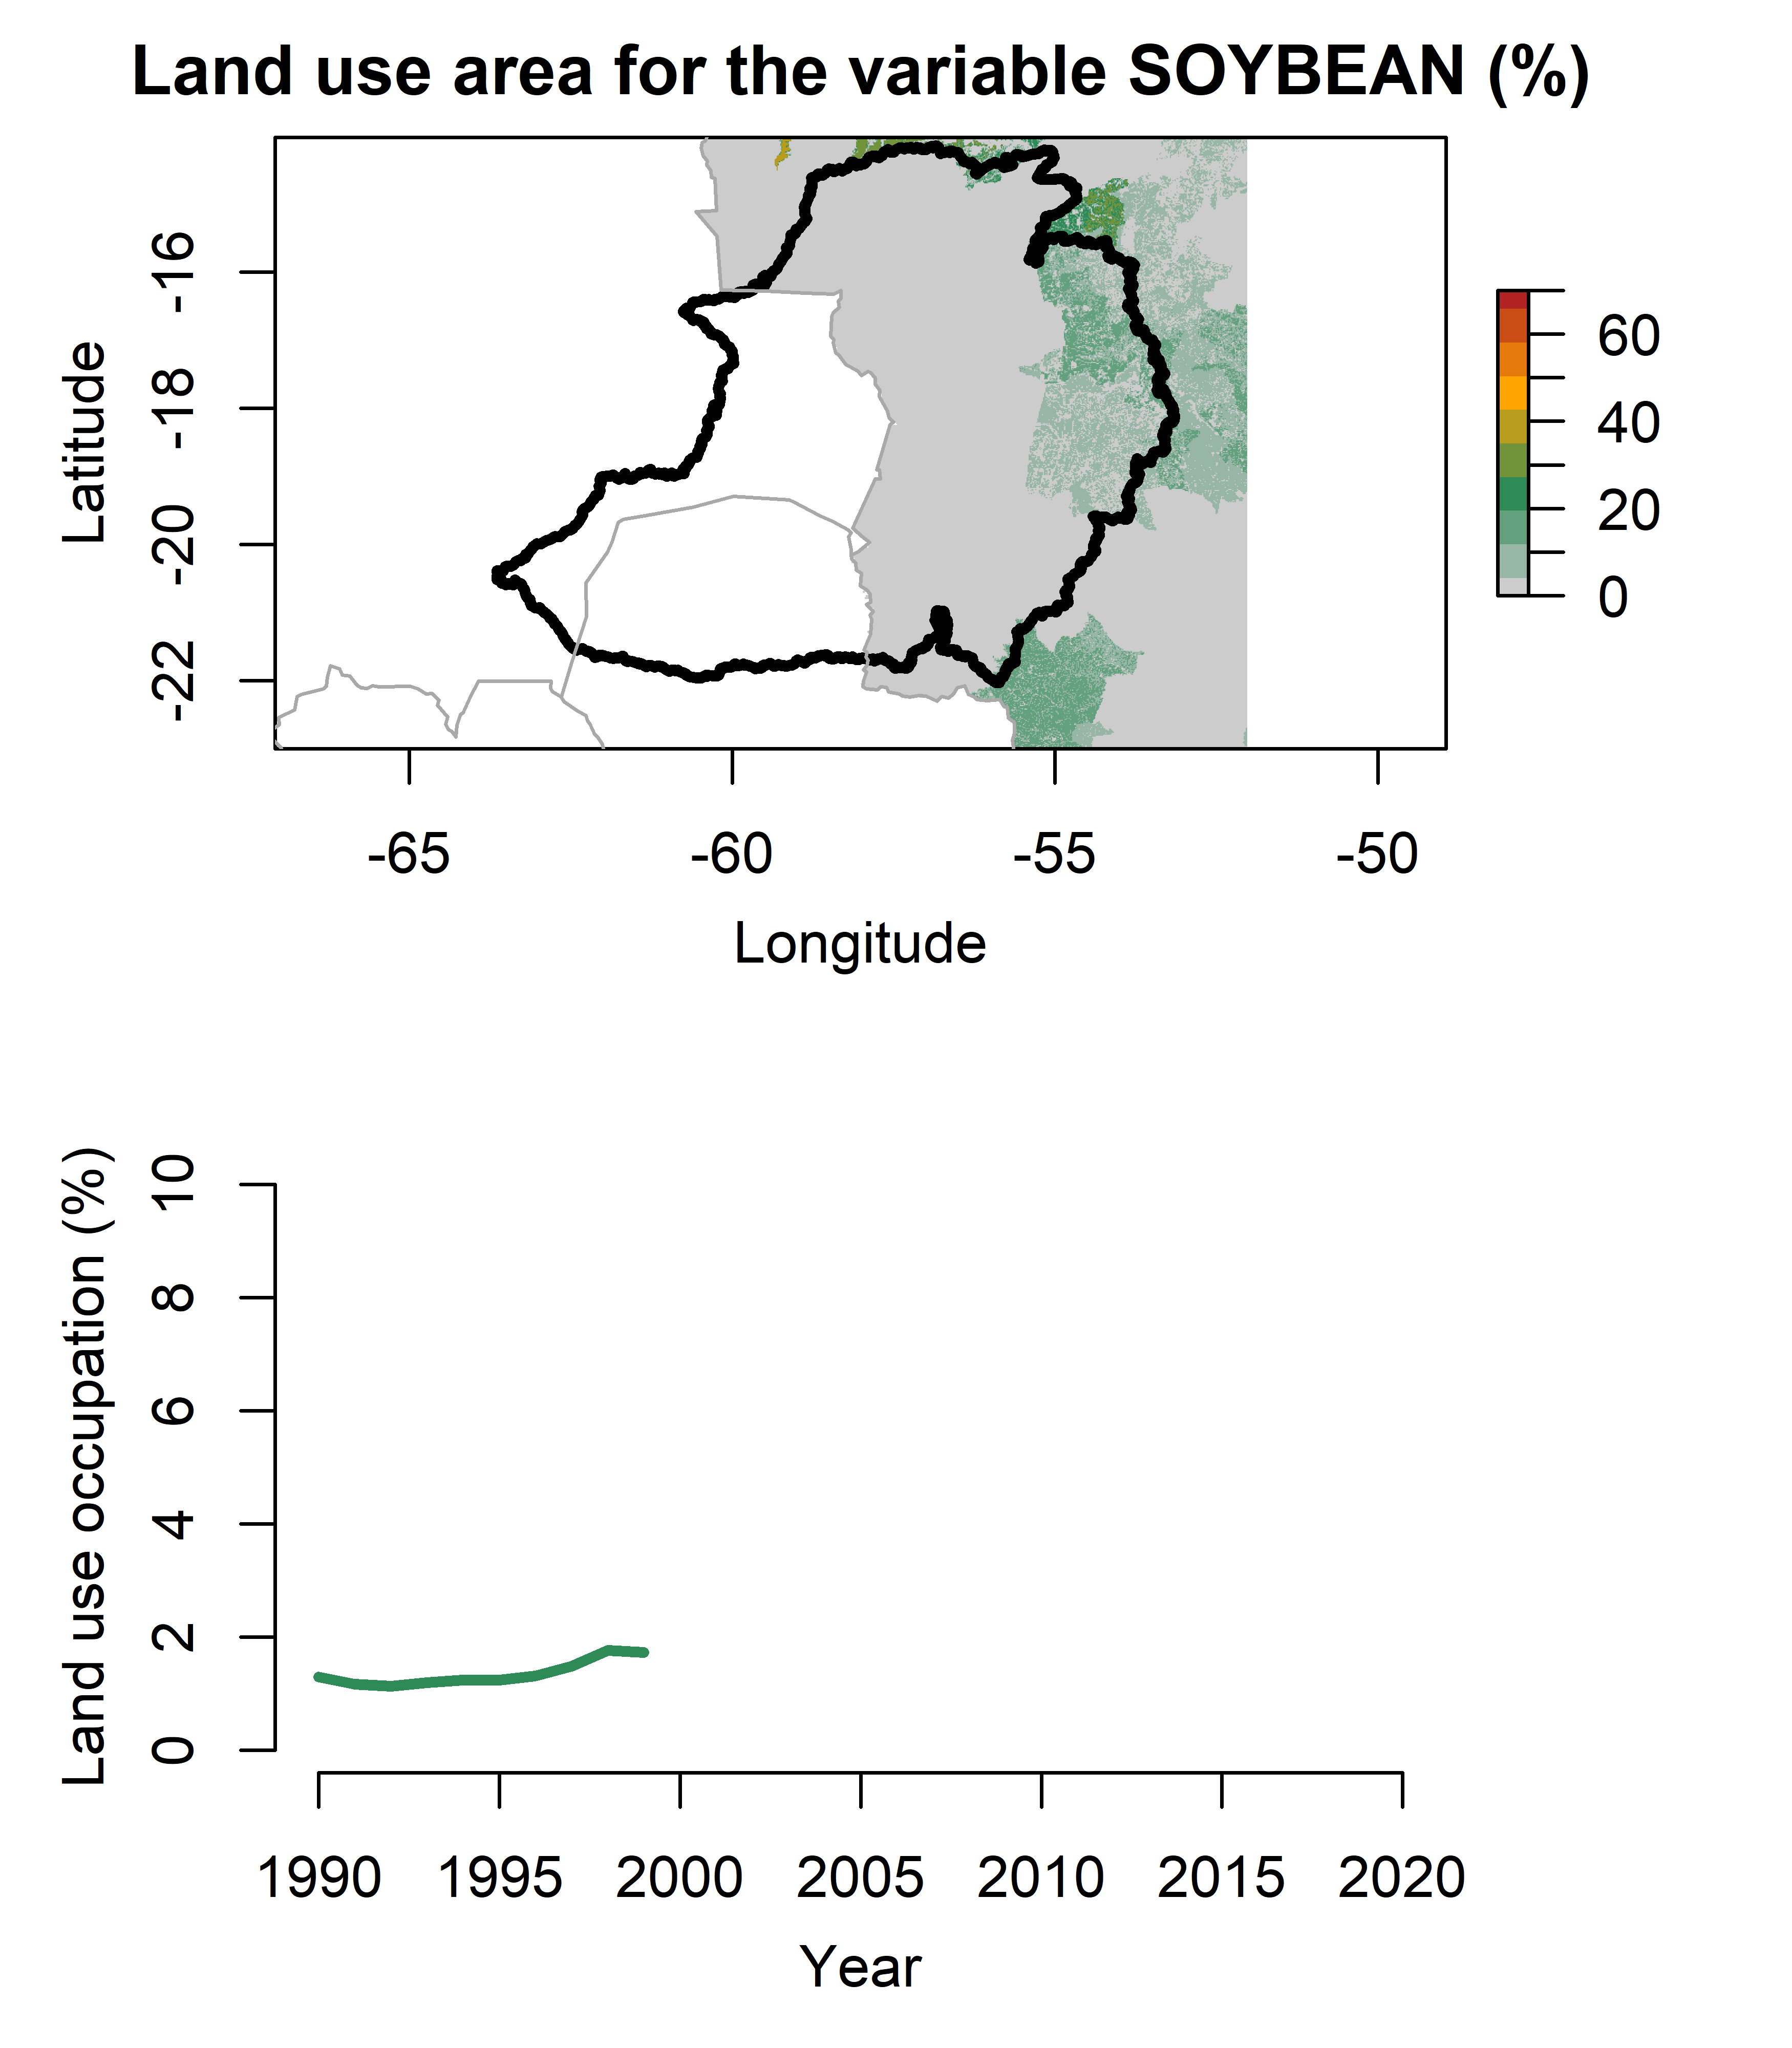 Land use area for the variable SOYBEAN (%)
Latitude
-16
-18
-20
-22
60
40
20
0
-65 -60 -55 -50
Longitude
Land use occupation (%)
10
8
6
4
2
0
1990 1995 2000 2005 2010 2015 2020
Year